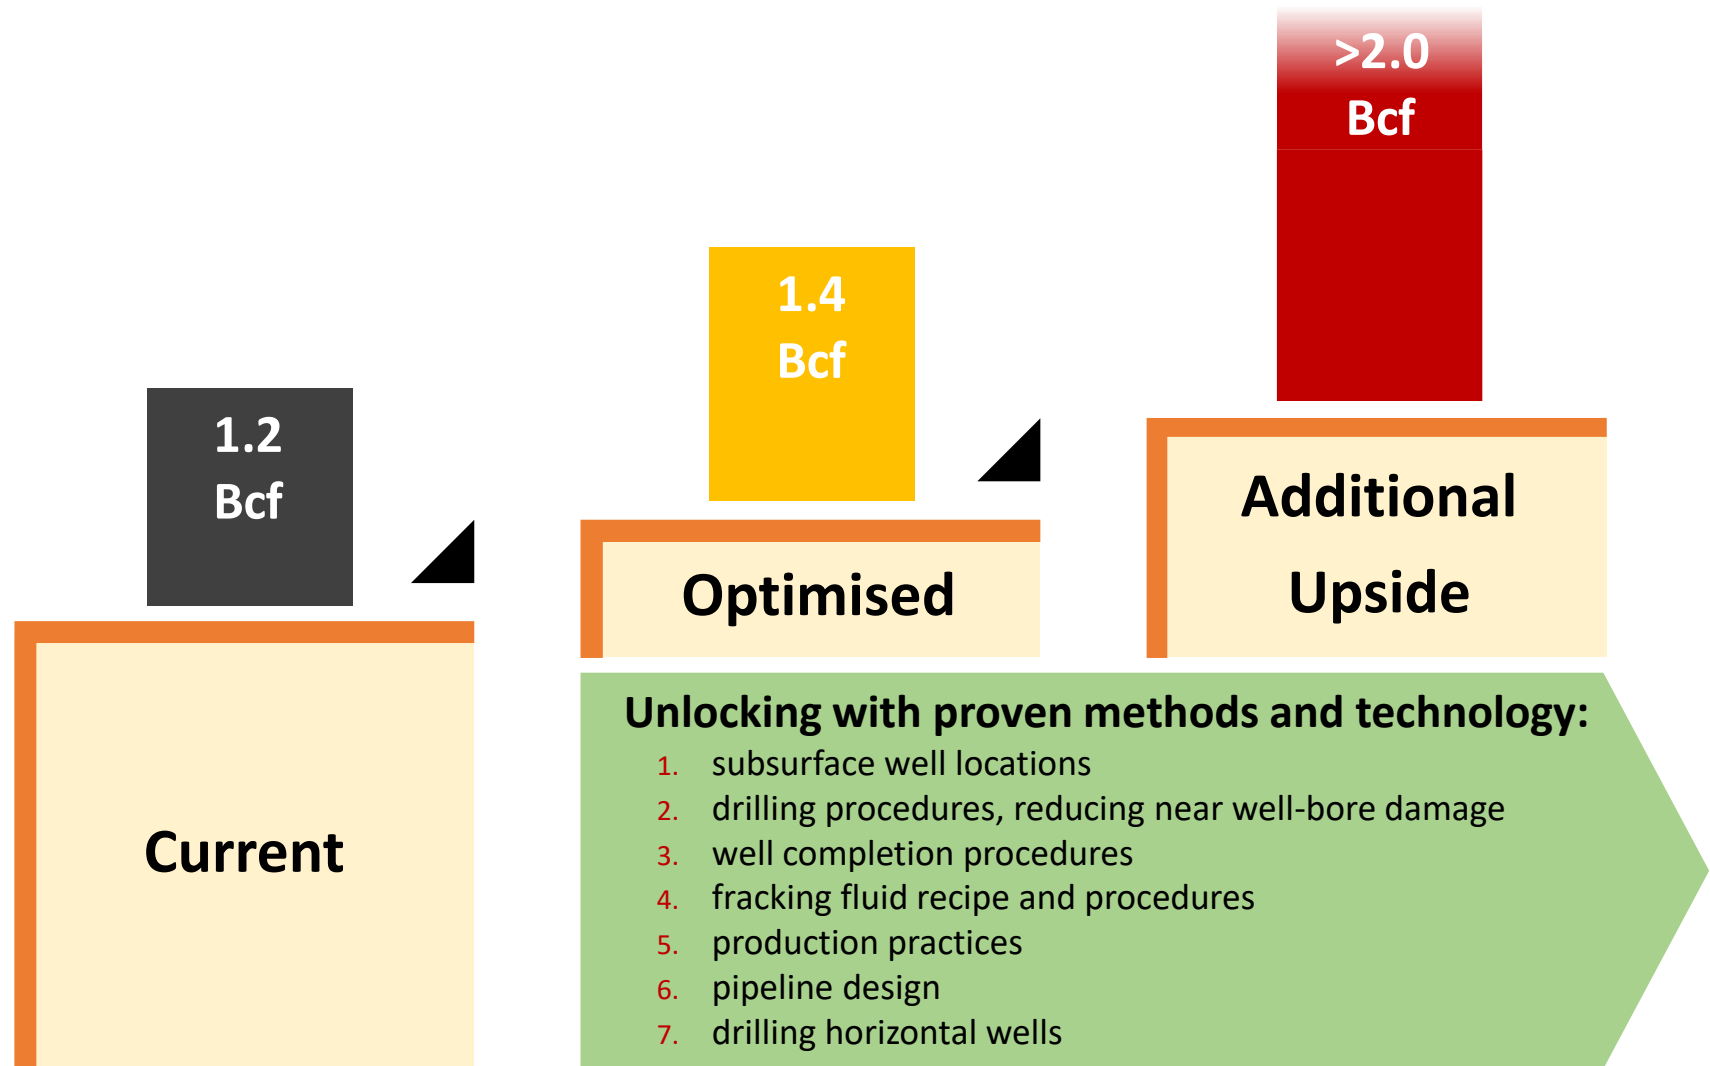 >2.0
Bcf
1.4
Bcf
1.2
Bcf
Additional
Upside
Optimised
Current
Unlocking with proven methods and technology:
1. subsurface well locations
2. drilling procedures, reducing near well-bore damage
3. well completion procedures
4. fracking fluid recipe and procedures
5. production practices
6. pipeline design
7. drilling horizontal wells